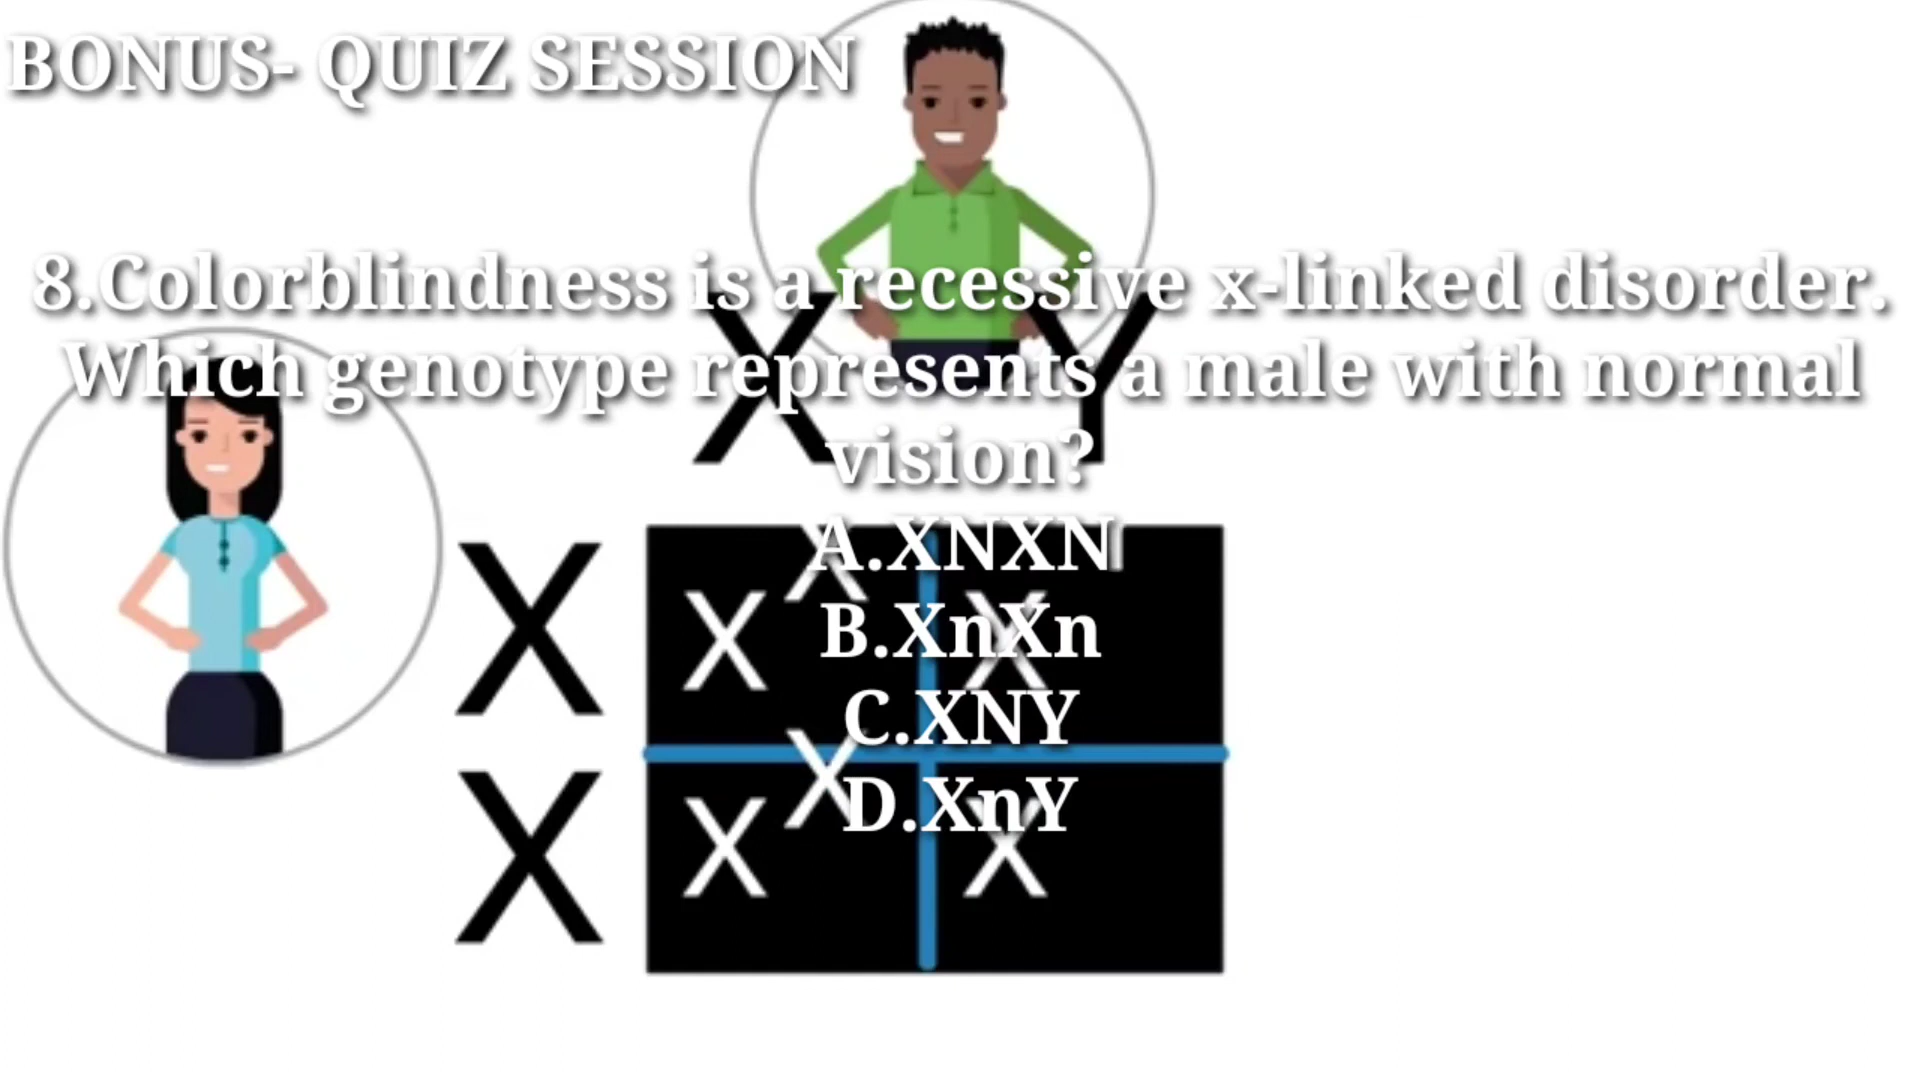 BONUS- QUIZ SESSION
8.Colorblindness is a recessive x-linked disorder.
Which genotype represents a male with normal
vision?
X Y
A.XNXN
X X X X
B.XnXn
C.XNY
X X X X
D.XnY